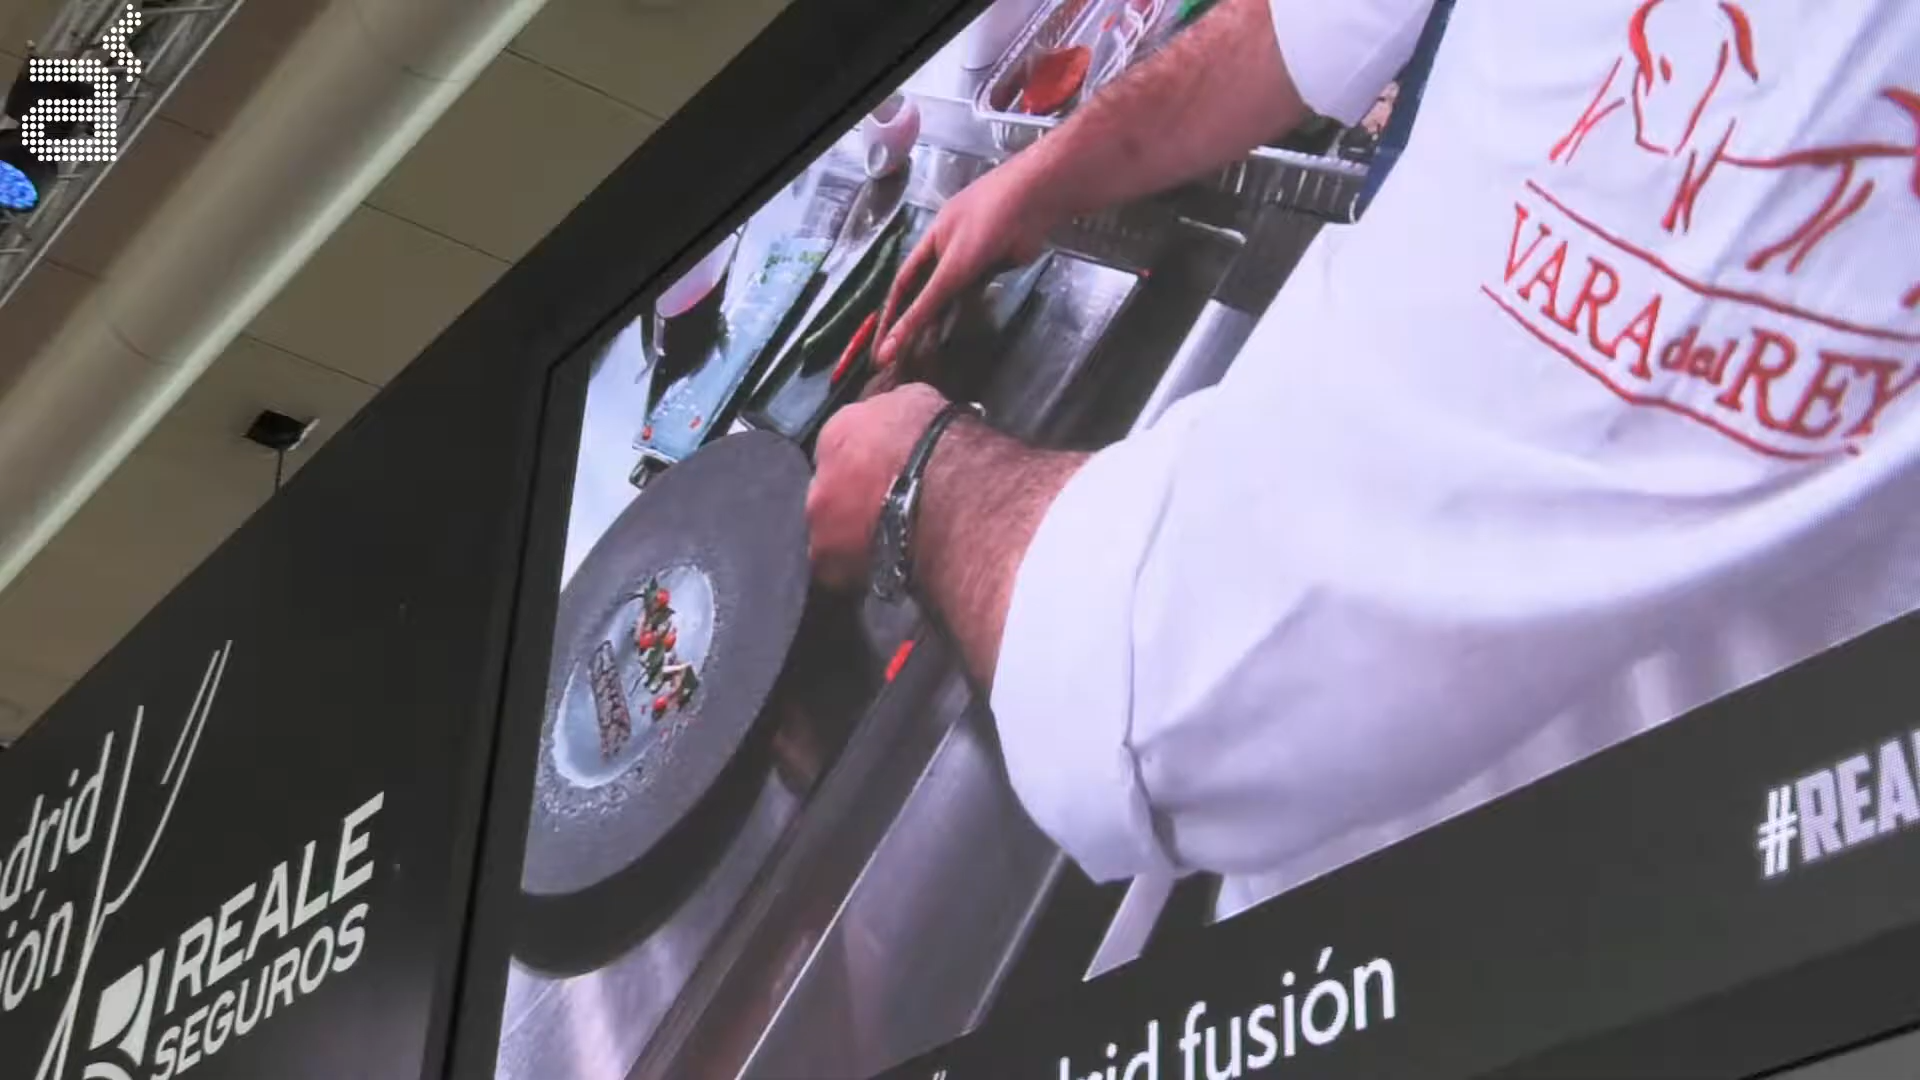 a
VARA del REY
#REA
drid
ión
REALE
SEGUROS
drid fusión